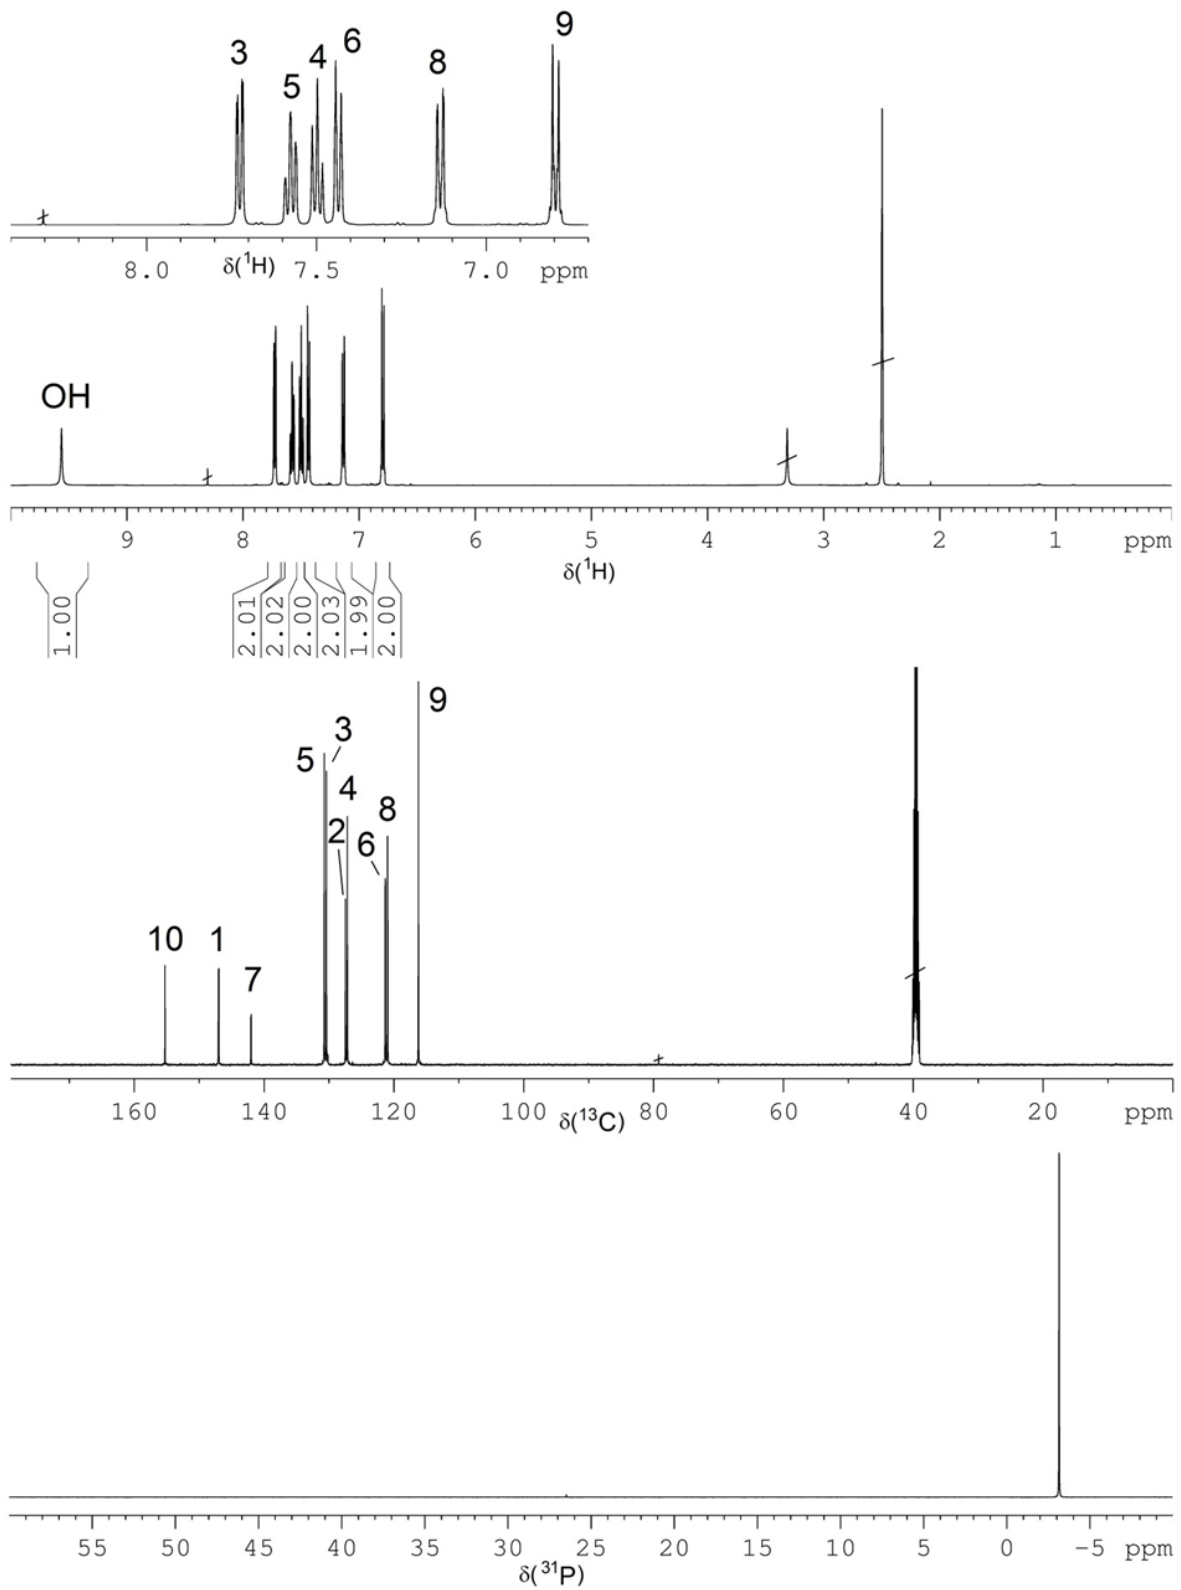 3 5 4 6 8 9
8.0 δ(¹H) 7.5 7.0 ppm
OH
9 8 7 6 5 4 3 2 1 ppm
δ(¹H)
1.00 2.01 2.02 2.00 2.03 1.99 2.00
10 1 7 5 3 2 4 6 8 9
160 140 120 100 80 60 40 20 ppm
δ(¹³C)
55 50 45 40 35 30 25 20 15 10 5 0 −5 ppm
δ(³¹P)